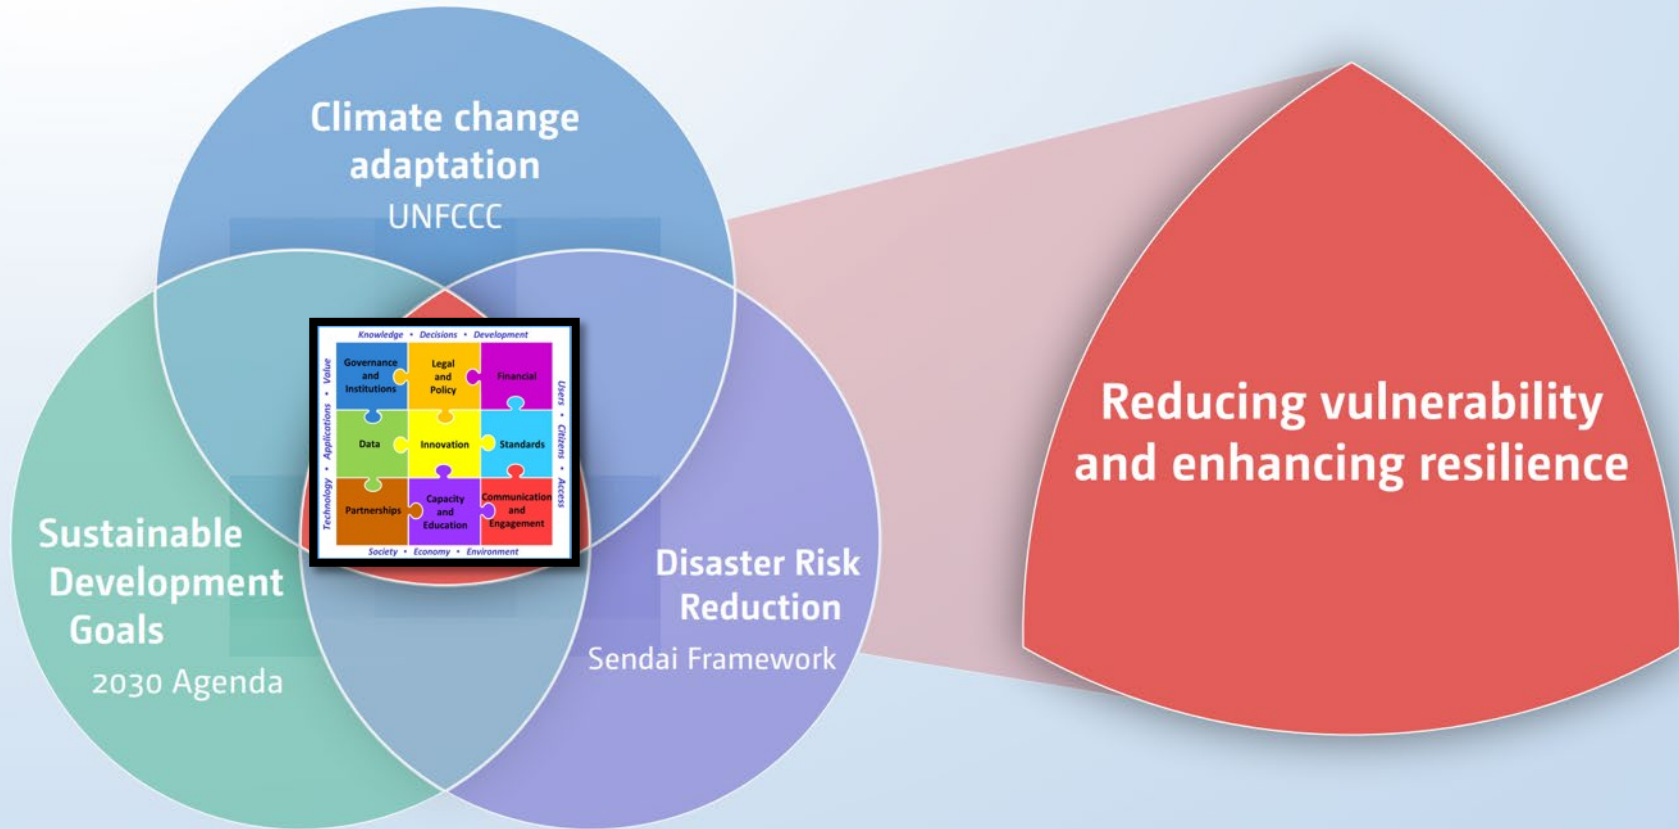 Climate change
adaptation
UNFCCC
Knowledge • Decisions • Development
Technology • Applications • Value
Governance
and
Institutions
Legal
and
Policy
Financial
Data
Innovation
Standards
Partnerships
Capacity
and
Education
Communication
and
Engagement
Users • Citizens • Access
Society • Economy • Environment
Sustainable
Development
Goals
2030 Agenda
Disaster Risk
Reduction
Sendai Framework
Reducing vulnerability
and enhancing resilience